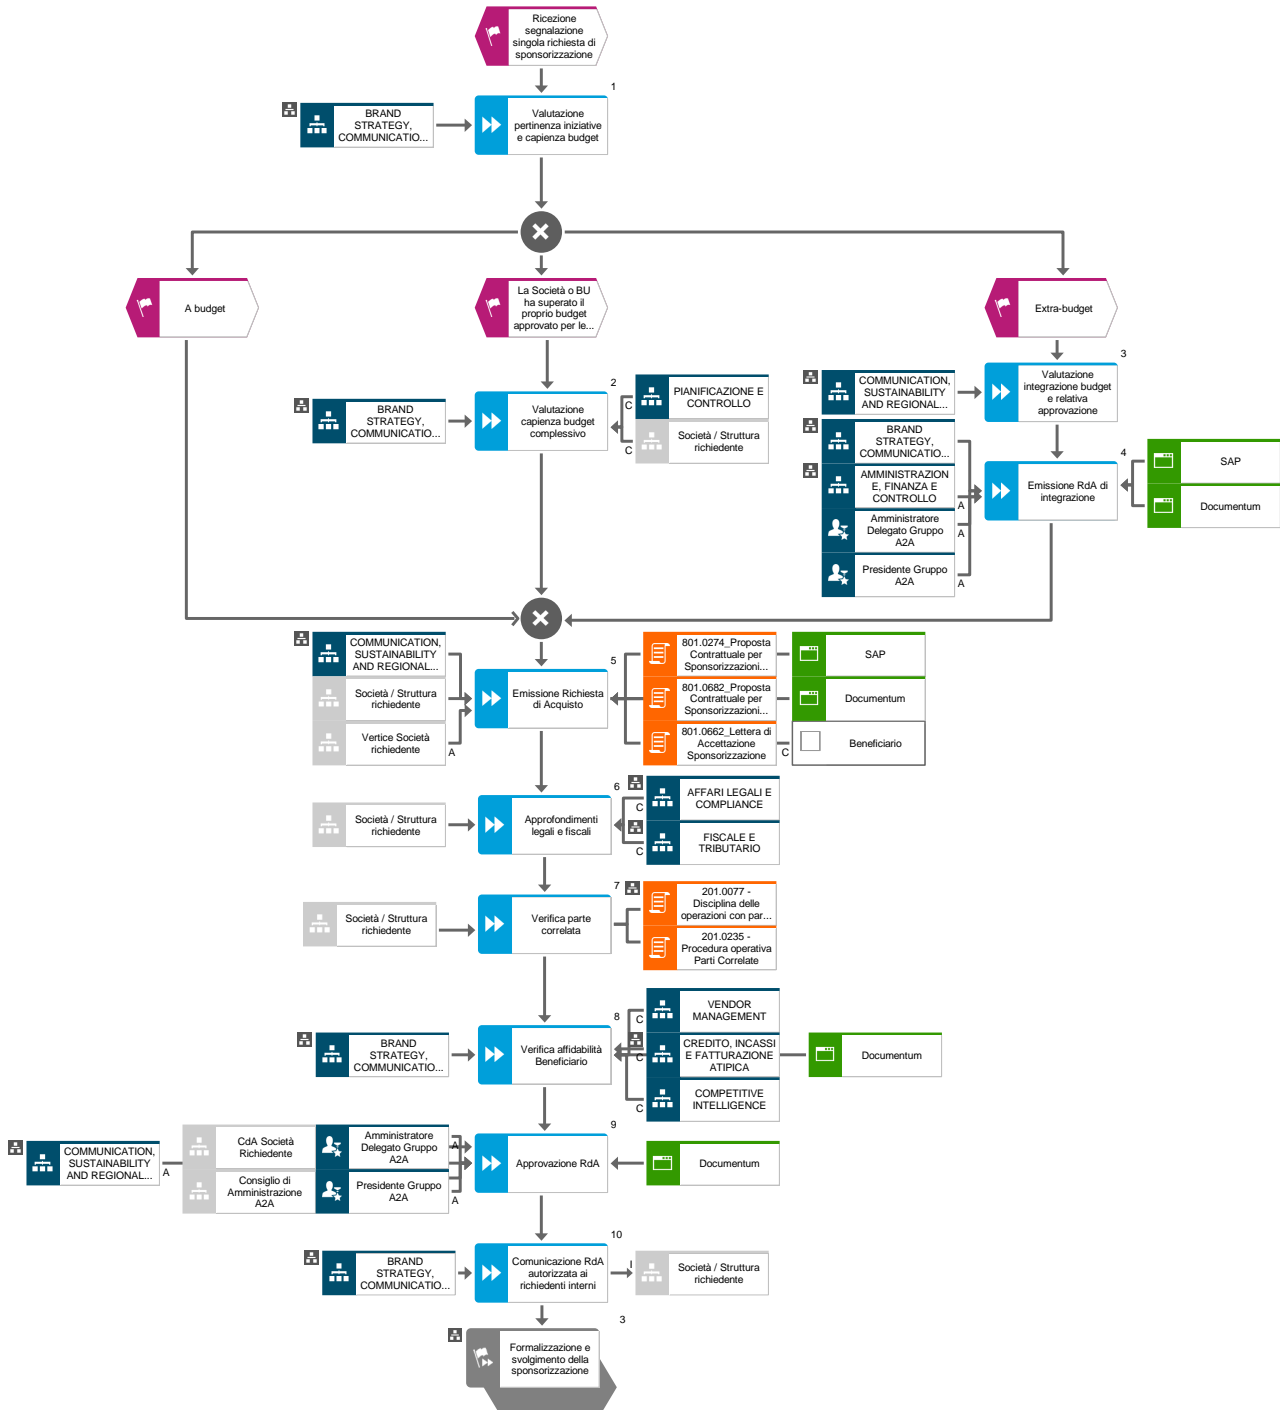 Ricezione
segnalazione
singola richiesta di
sponsorizzazione
1
BRAND
STRATEGY,
COMMUNICATIO...
Valutazione
pertinenza iniziative
e capienza budget
A budget
La Società o BU
ha superato il
proprio budget
approvato per le...
Extra-budget
3
COMMUNICATION,
SUSTAINABILITY
AND REGIONAL...
Valutazione
integrazione budget
e relativa
approvazione
2
BRAND
STRATEGY,
COMMUNICATIO...
Valutazione
capienza budget
complessivo
C
PIANIFICAZIONE E
CONTROLLO
C
Società / Struttura
richiedente
BRAND
STRATEGY,
COMMUNICATIO...
AMMINISTRAZION
E, FINANZA E
CONTROLLO
A
Amministratore
Delegato Gruppo
A2A
A
Presidente Gruppo
A2A
A
4
Emissione RdA di
integrazione
SAP
Documentum
COMMUNICATION,
SUSTAINABILITY
AND REGIONAL...
Società / Struttura
richiedente
Vertice Società
richiedente
A
5
Emissione Richiesta
di Acquisto
801.0274_Proposta
Contrattuale per
Sponsorizzazioni...
801.0682_Proposta
Contrattuale per
Sponsorizzazioni...
801.0662_Lettera di
Accettazione
Sponsorizzazione
SAP
Documentum
C
Beneficiario
6
Società / Struttura
richiedente
Approfondimenti
legali e fiscali
C
AFFARI LEGALI E
COMPLIANCE
C
FISCALE E
TRIBUTARIO
7
Società / Struttura
richiedente
Verifica parte
correlata
201.0077 -
Disciplina delle
operazioni con par...
201.0235 -
Procedura operativa
Parti Correlate
8
BRAND
STRATEGY,
COMMUNICATIO...
Verifica affidabilità
Beneficiario
C
VENDOR
MANAGEMENT
C
CREDITO, INCASSI
E FATTURAZIONE
ATIPICA
C
COMPETITIVE
INTELLIGENCE
Documentum
9
COMMUNICATION,
SUSTAINABILITY
AND REGIONAL...
A
CdA Società
Richiedente
Consiglio di
Amministrazione
A2A
Amministratore
Delegato Gruppo
A2A
A
Presidente Gruppo
A2A
A
Approvazione RdA
Documentum
10
BRAND
STRATEGY,
COMMUNICATIO...
Comunicazione RdA
autorizzata ai
richiedenti interni
I
Società / Struttura
richiedente
3
Formalizzazione e
svolgimento della
sponsorizzazione